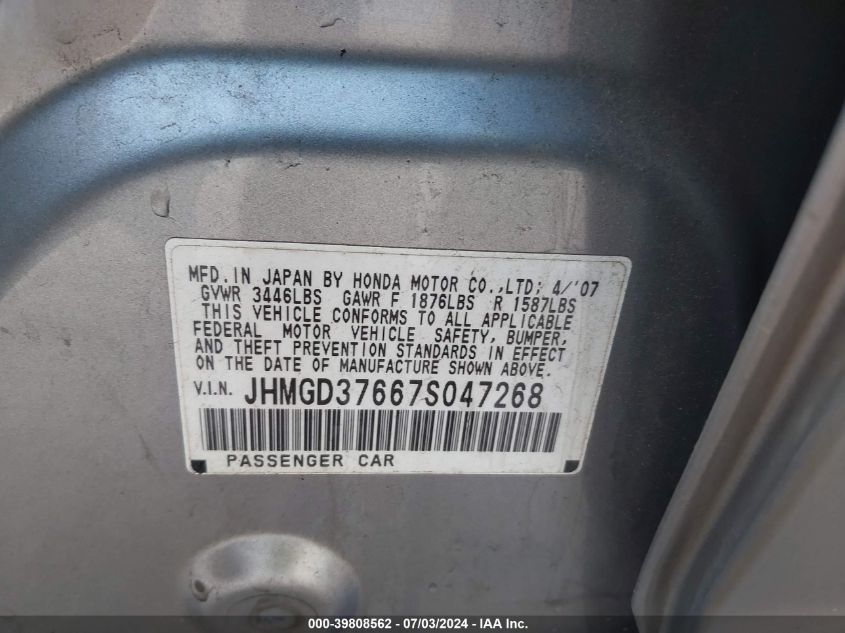 MFD.IN JAPAN BY HONDA MOTOR CO.,LTD: 4/'07
GVWR 3446LBS GAWR F 1876LBS R 1587LBS
THIS VEHICLE CONFORMS TO ALL APPLICABLE
FEDERAL MOTOR VEHICLE SAFETY, BUMPER,
AND THEFT PREVENTION STANDARDS IN EFFECT
ON THE DATE OF MANUFACTURE SHOWN ABOVE.
V.I.N. JHMGD37667S047268
PASSENGER CAR
000-39808562 - 07/03/2024 - IAA Inc.